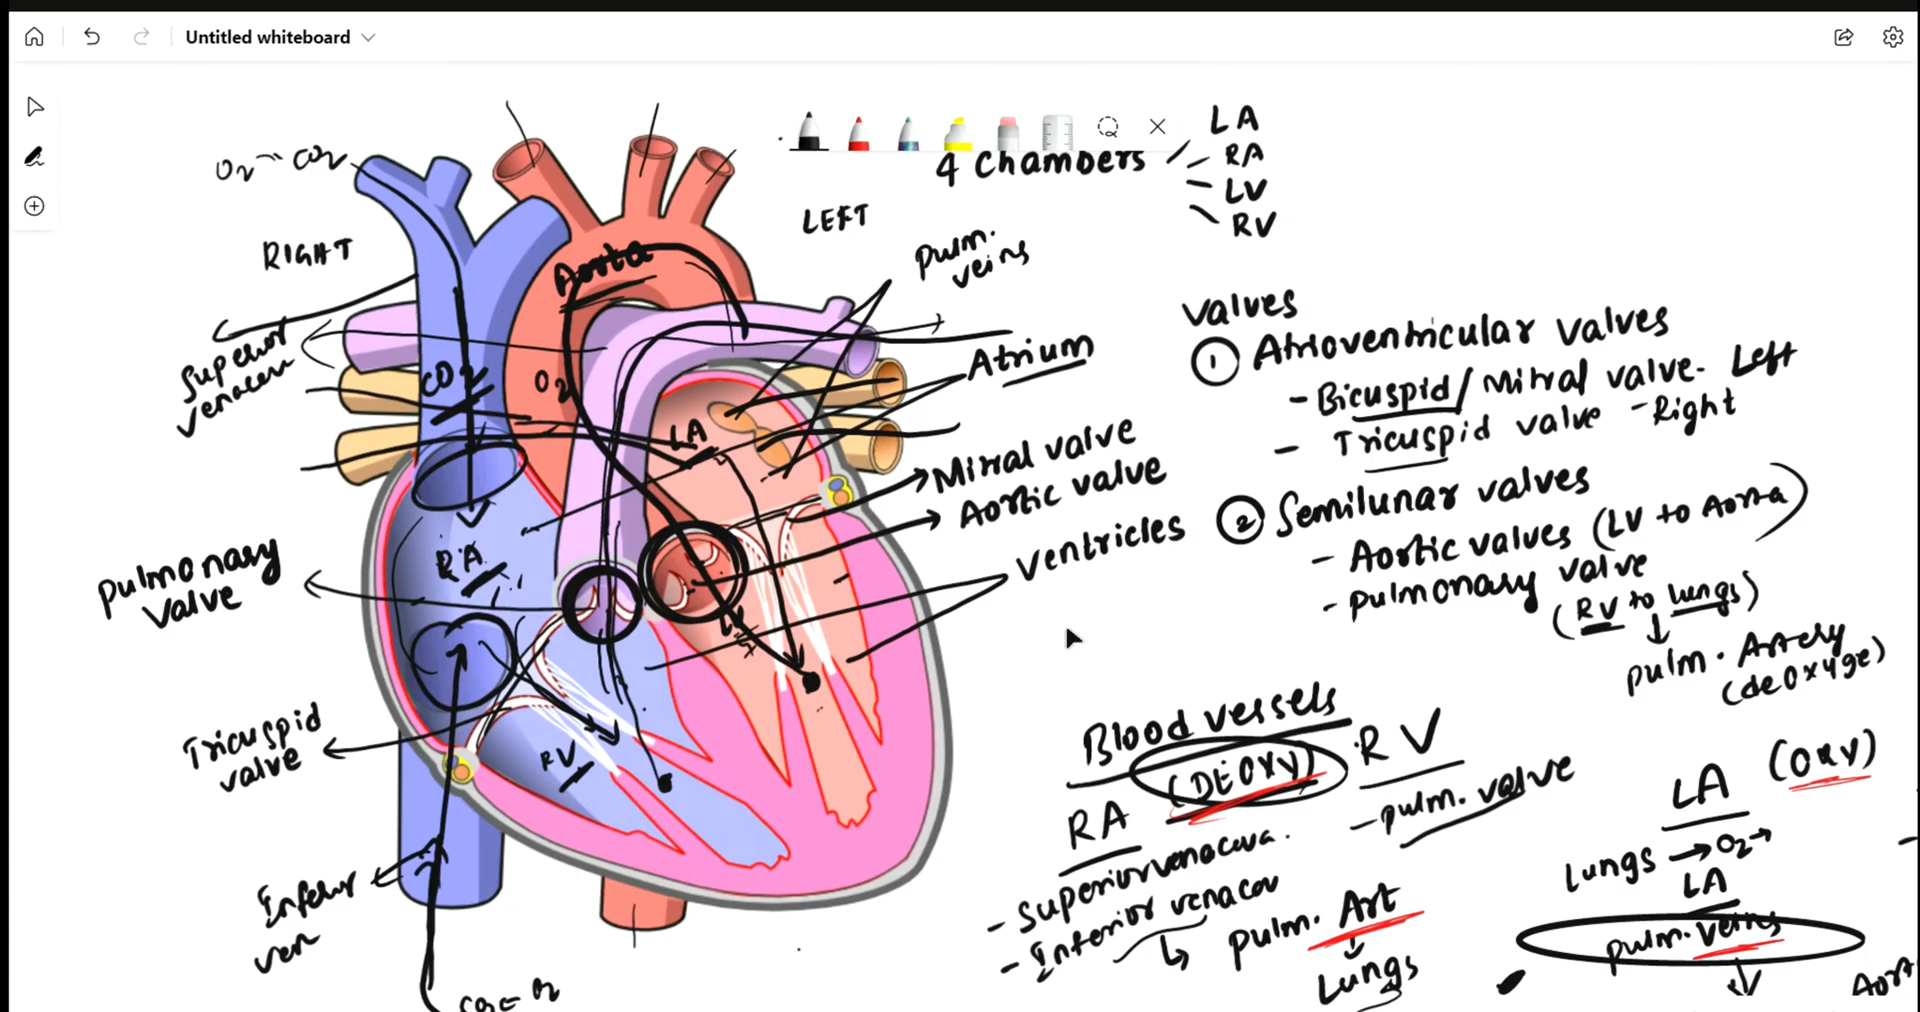 Untitled whiteboard
4 chambers
LA
RA
LV
RV
O2 CO2
RIGHT
LEFT
Aorta
pulm.
veins
Superior
CO2
O2
LA
Atrium
Mitral valve
Aortic valve
Ventricles
RA
pulmonary
valve
Tricuspid
valve
RV
valves
1 Atrioventricular valves
- Bicuspid/Mitral valve- Left
- Tricuspid valve - Right
2 Semilunar valves
- Aortic valves (LV to Aorta)
- pulmonary valve
(RV to lungs)
pulm. Artery
(deoxyge)
Blood vessels
(DEOXY)
RA
- Superior venacava.
- Inferior venacav
pulm. Art
Lungs
RV
- pulm. valve
LA (OXY)
Lungs → O2 →
LA
pulm. veins
Aort